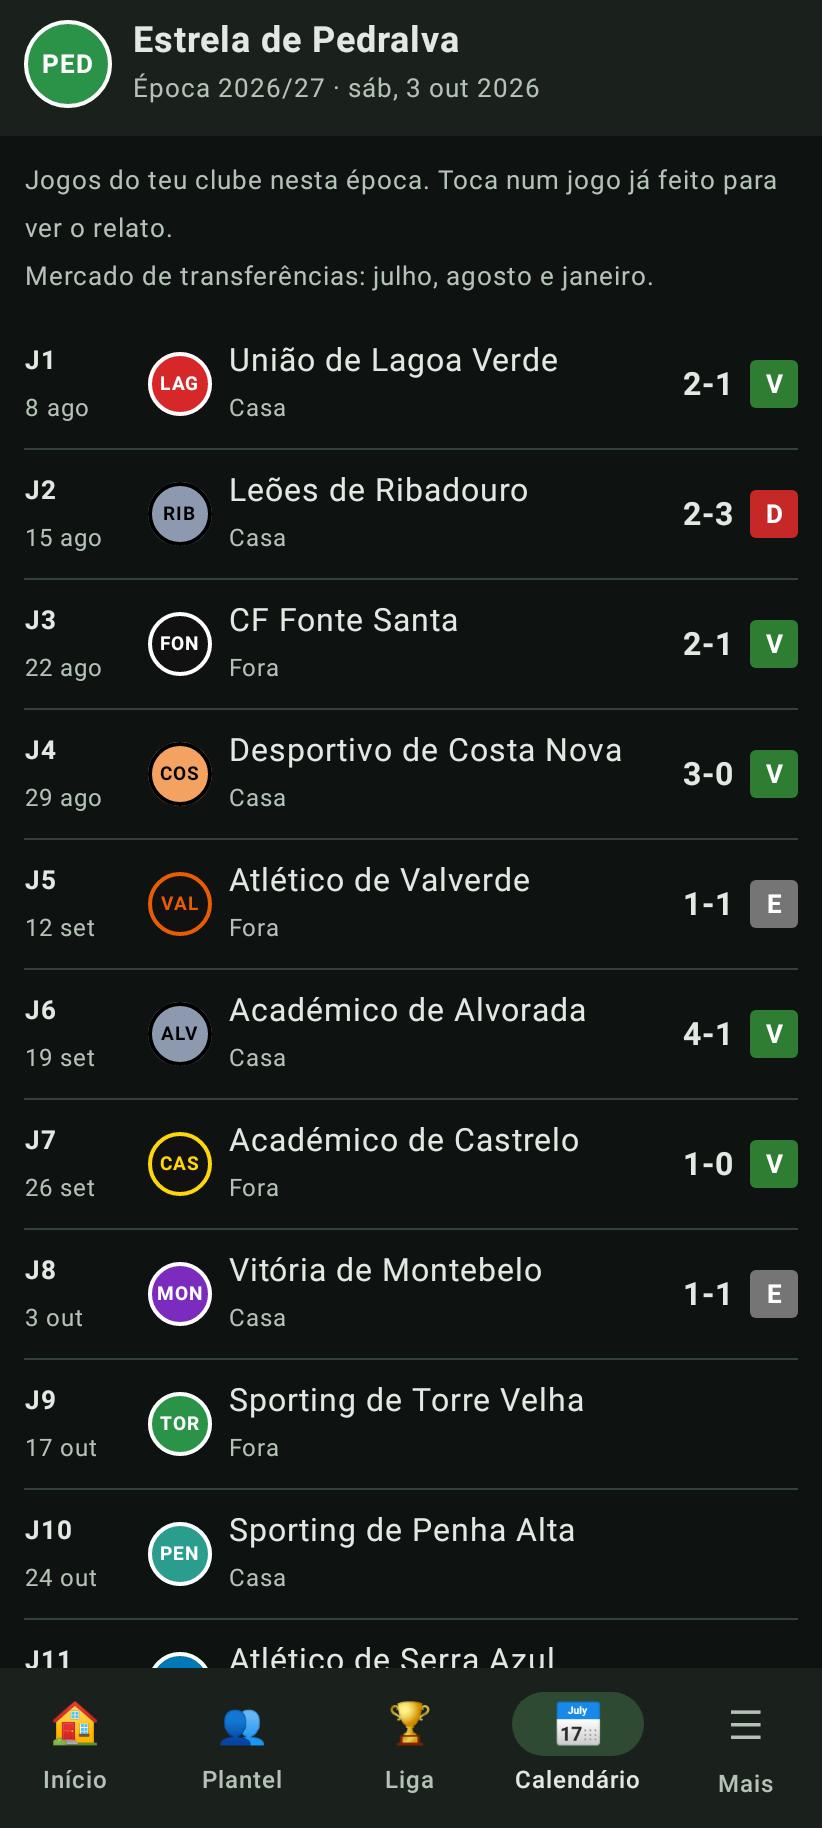 PED
Estrela de Pedralva
Época 2026/27 · sáb, 3 out 2026
Jogos do teu clube nesta época. Toca num jogo já feito para
ver o relato.
Mercado de transferências: julho, agosto e janeiro.
J1
8 ago
LAG
União de Lagoa Verde
Casa
2-1
V
J2
15 ago
RIB
Leões de Ribadouro
Casa
2-3
D
J3
22 ago
FON
CF Fonte Santa
Fora
2-1
V
J4
29 ago
COS
Desportivo de Costa Nova
Casa
3-0
V
J5
12 set
VAL
Atlético de Valverde
Fora
1-1
E
J6
19 set
ALV
Académico de Alvorada
Casa
4-1
V
J7
26 set
CAS
Académico de Castrelo
Fora
1-0
V
J8
3 out
MON
Vitória de Montebelo
Casa
1-1
E
J9
17 out
TOR
Sporting de Torre Velha
Fora
J10
24 out
PEN
Sporting de Penha Alta
Casa
J11
Atlético de Serra Azul
July
17
Início
Plantel
Liga
Calendário
Mais